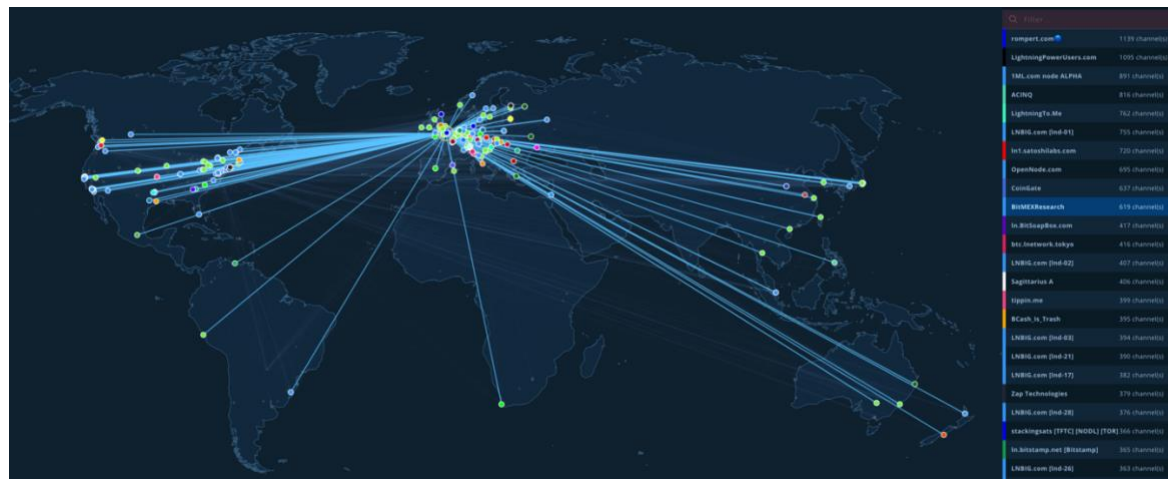 Filter
rompert.com 1139 channel(s)
LightningPowerUsers.com 1095 channel(s)
1ML.com node ALPHA 891 channel(s)
ACINQ 816 channel(s)
LightningTo.Me 762 channel(s)
LNBIG.com [lnd-01] 755 channel(s)
ln1.satoshilabs.com 720 channel(s)
OpenNode.com 695 channel(s)
CoinGate 637 channel(s)
BitMEXResearch 619 channel(s)
ln.BitSoapBox.com 417 channel(s)
btc.lnetwork.tokyo 416 channel(s)
LNBIG.com [lnd-02] 407 channel(s)
Sagittarius A 406 channel(s)
tippin.me 399 channel(s)
BCash_Is_Trash 395 channel(s)
LNBIG.com [lnd-03] 394 channel(s)
LNBIG.com [lnd-21] 390 channel(s)
LNBIG.com [lnd-17] 382 channel(s)
Zap Technologies 379 channel(s)
LNBIG.com [lnd-28] 376 channel(s)
stackingsats [TFTC] [NODL] [TOR] 366 channel(s)
ln.bitstamp.net [Bitstamp] 365 channel(s)
LNBIG.com [lnd-26] 363 channel(s)